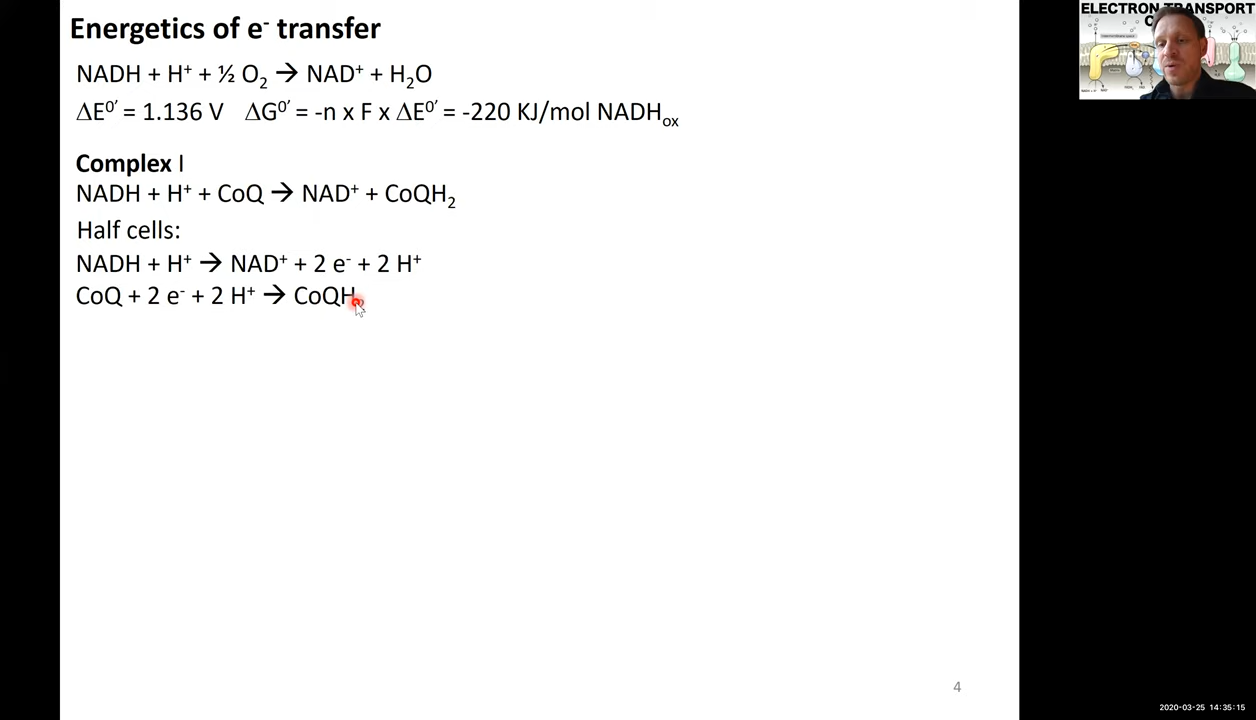 Energetics of e⁻ transfer
NADH + H⁺ + ½ O₂ → NAD⁺ + H₂O
ΔE⁰′ = 1.136 V ΔG⁰′ = -n x F x ΔE⁰′ = -220 KJ/mol NADHₒₓ
Complex I
NADH + H⁺ + CoQ → NAD⁺ + CoQH₂
Half cells:
NADH + H⁺ → NAD⁺ + 2 e⁻ + 2 H⁺
CoQ + 2 e⁻ + 2 H⁺ → CoQH
4
ELECTRON TRANSPORT
2020-03-25 14:35:15